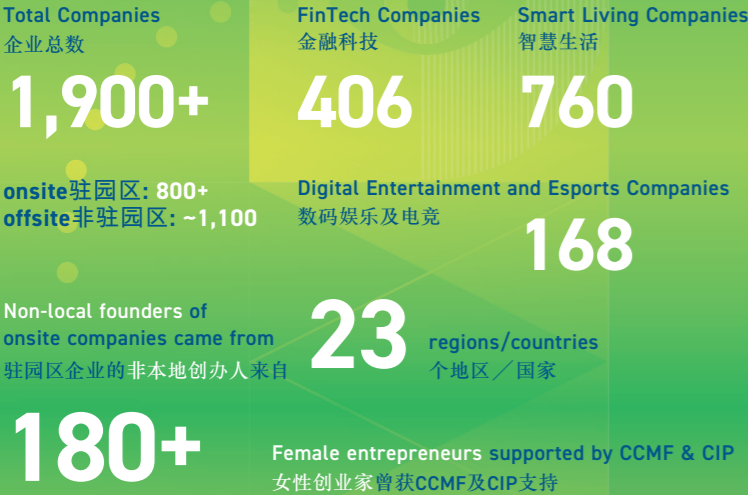 Total Companies
企业总数
1,900+
onsite驻园区: 800+
offsite非驻园区: ~1,100
FinTech Companies
金融科技
406
Smart Living Companies
智慧生活
760
Digital Entertainment and Esports Companies
数码娱乐及电竞
168
Non-local founders of
onsite companies came from
驻园区企业的非本地创办人来自
23
regions/countries
个地区／国家
180+
Female entrepreneurs supported by CCMF & CIP
女性创业家曾获CCMF及CIP支持